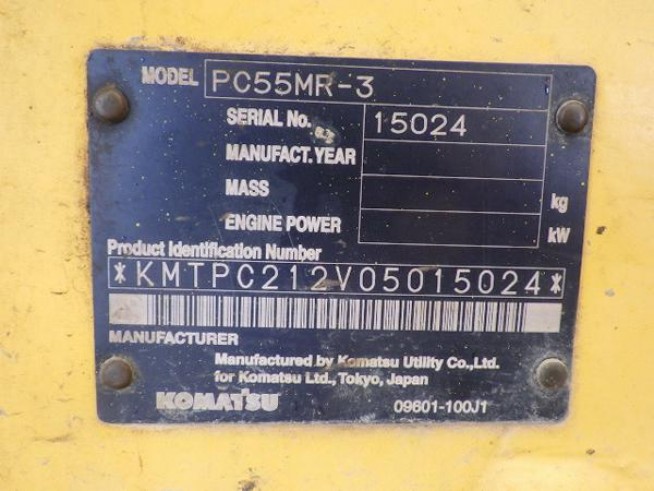 MODEL PC55MR-3
SERIAL No. 15024
MANUFACT.YEAR
MASS kg
ENGINE POWER kW
Product Identification Number
*KMTPC212V05015024*
MANUFACTURER
Manufactured by Komatsu Utility Co.,Ltd.
for Komatsu Ltd.,Tokyo, Japan
KOMATSU 09601-100J1